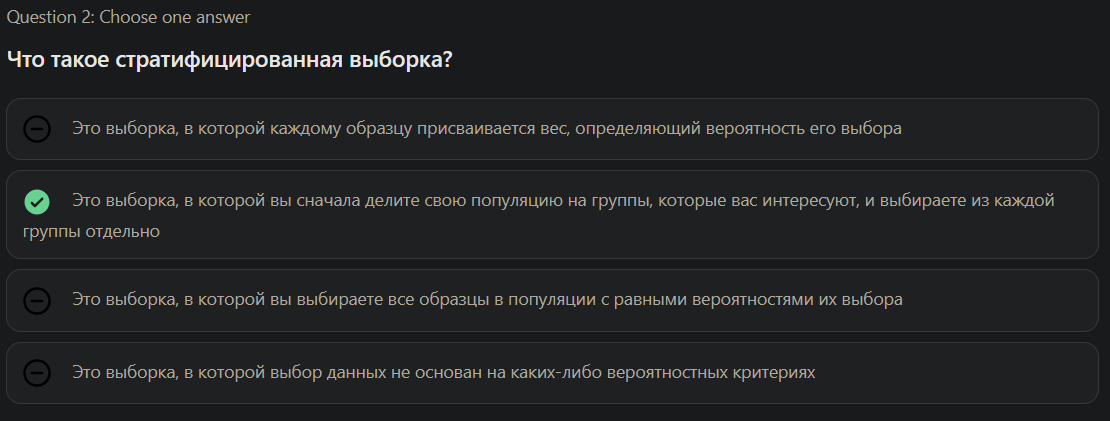 Question 2: Choose one answer
Что такое стратифицированная выборка?
Это выборка, в которой каждому образцу присваивается вес, определяющий вероятность его выбора
Это выборка, в которой вы сначала делите свою популяцию на группы, которые вас интересуют, и выбираете из каждой
группы отдельно
Это выборка, в которой вы выбираете все образцы в популяции с равными вероятностями их выбора
Это выборка, в которой выбор данных не основан на каких-либо вероятностных критериях